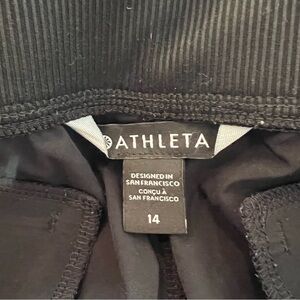 ATHLETA
DESIGNED IN
SAN FRANCISCO
CONÇU À
SAN FRANCISCO
14